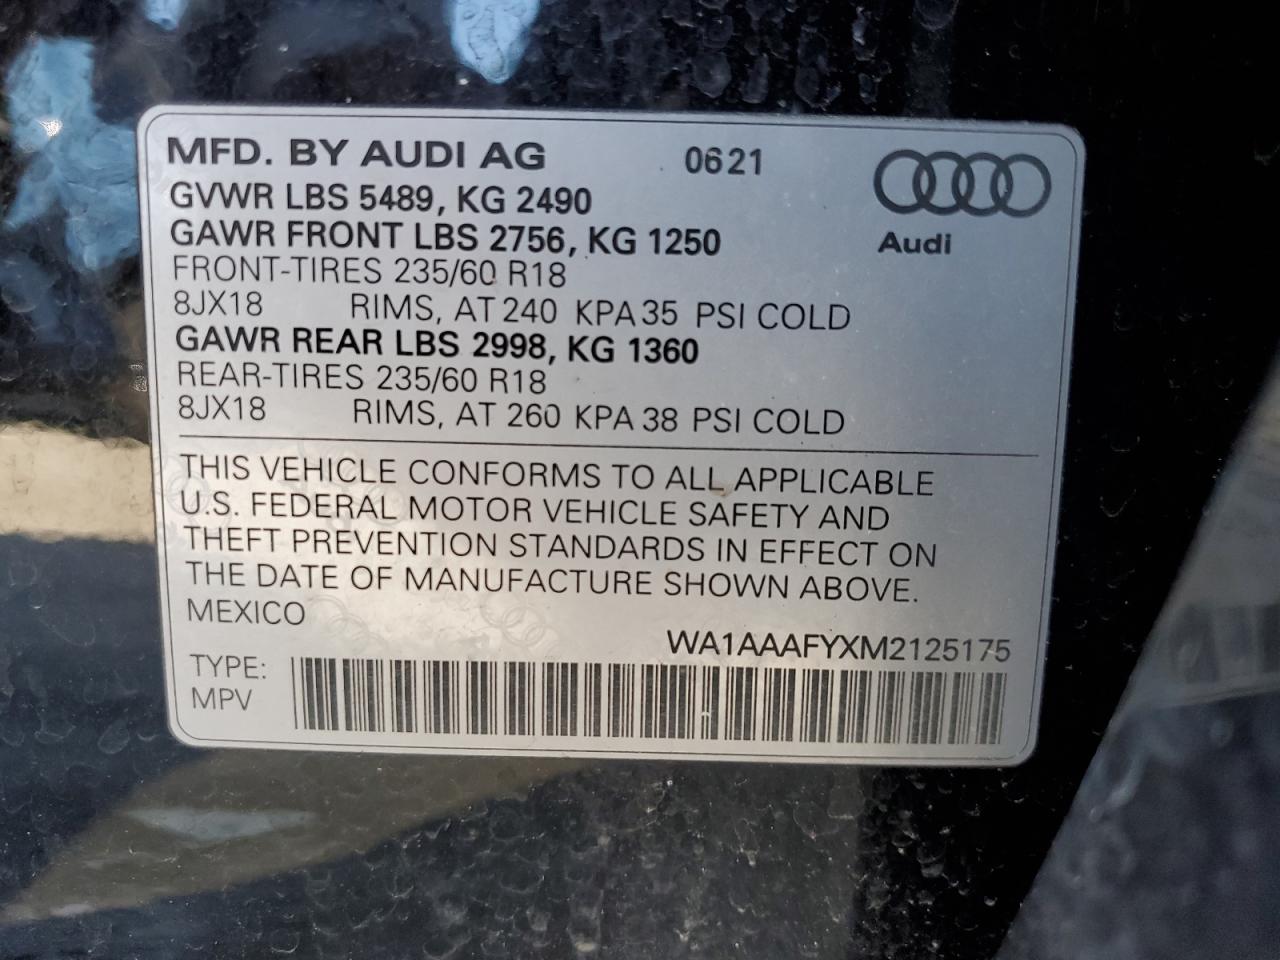 MFD. BY AUDI AG 0621
GVWR LBS 5489, KG 2490
GAWR FRONT LBS 2756, KG 1250
Audi
FRONT-TIRES 235/60 R18
8JX18 RIMS, AT 240 KPA 35 PSI COLD
GAWR REAR LBS 2998, KG 1360
REAR-TIRES 235/60 R18
8JX18 RIMS, AT 260 KPA 38 PSI COLD
THIS VEHICLE CONFORMS TO ALL APPLICABLE
U.S. FEDERAL MOTOR VEHICLE SAFETY AND
THEFT PREVENTION STANDARDS IN EFFECT ON
THE DATE OF MANUFACTURE SHOWN ABOVE.
MEXICO
WA1AAAFYXM2125175
TYPE:
MPV